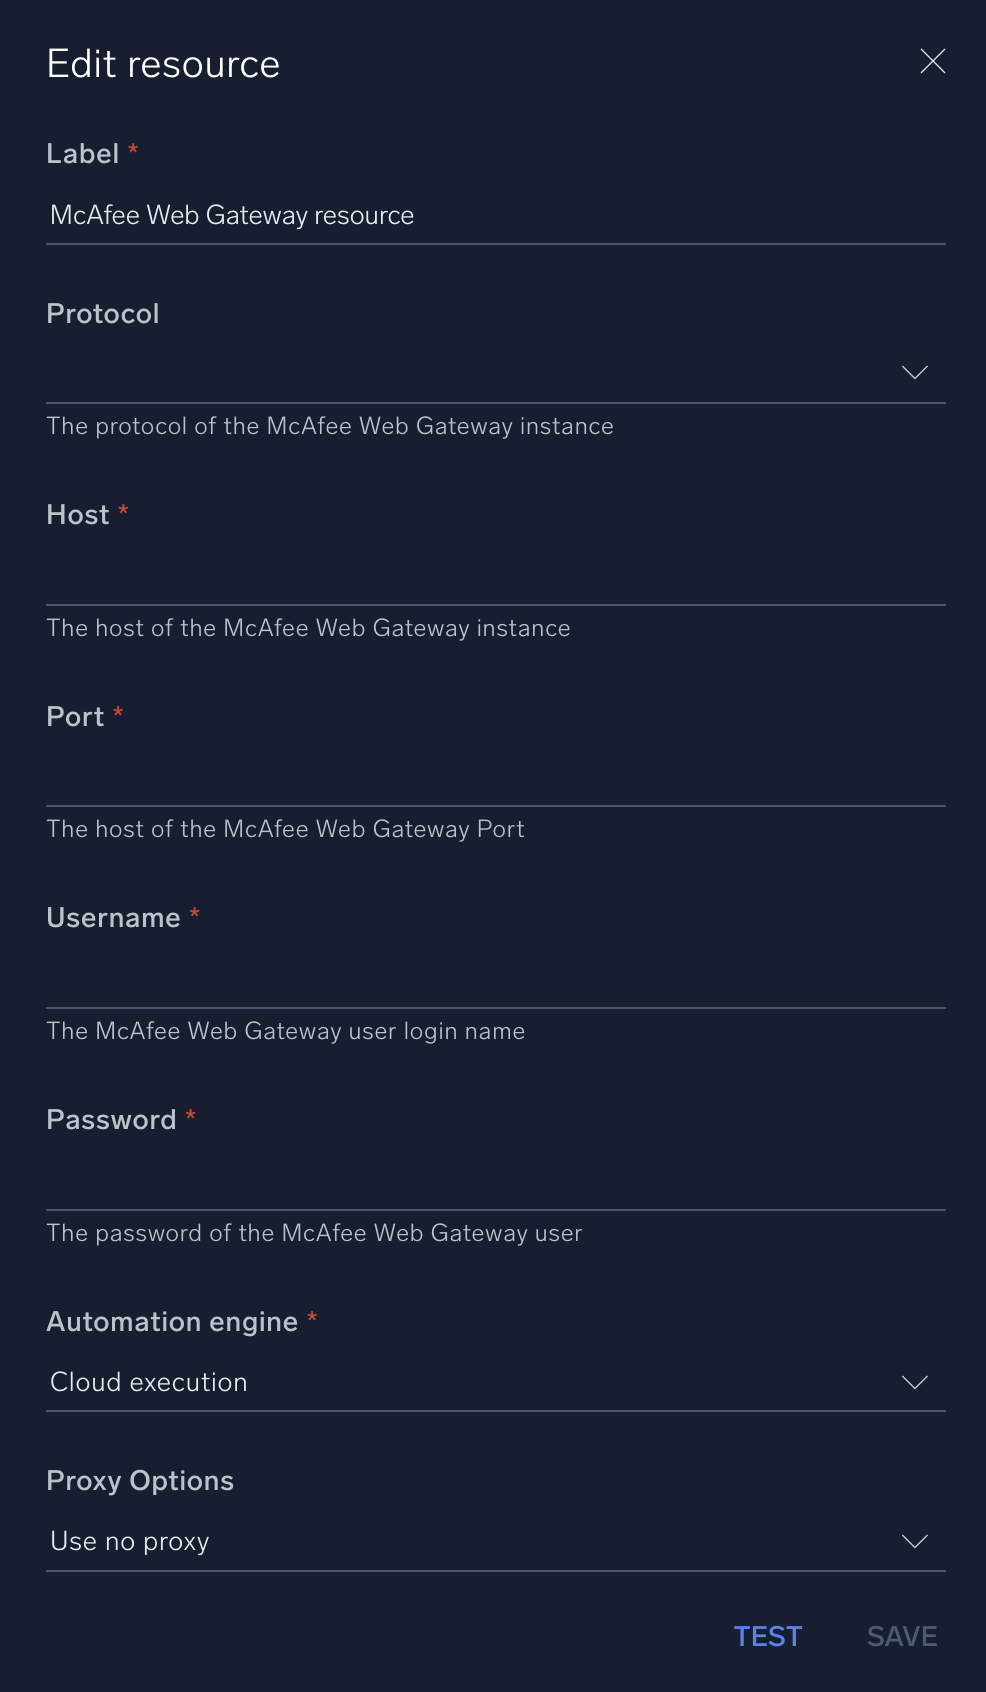 Edit resource
Label *
McAfee Web Gateway resource
Protocol
The protocol of the McAfee Web Gateway instance
Host *
The host of the McAfee Web Gateway instance
Port *
The host of the McAfee Web Gateway Port
Username *
The McAfee Web Gateway user login name
Password *
The password of the McAfee Web Gateway user
Automation engine *
Cloud execution
Proxy Options
Use no proxy
TEST SAVE